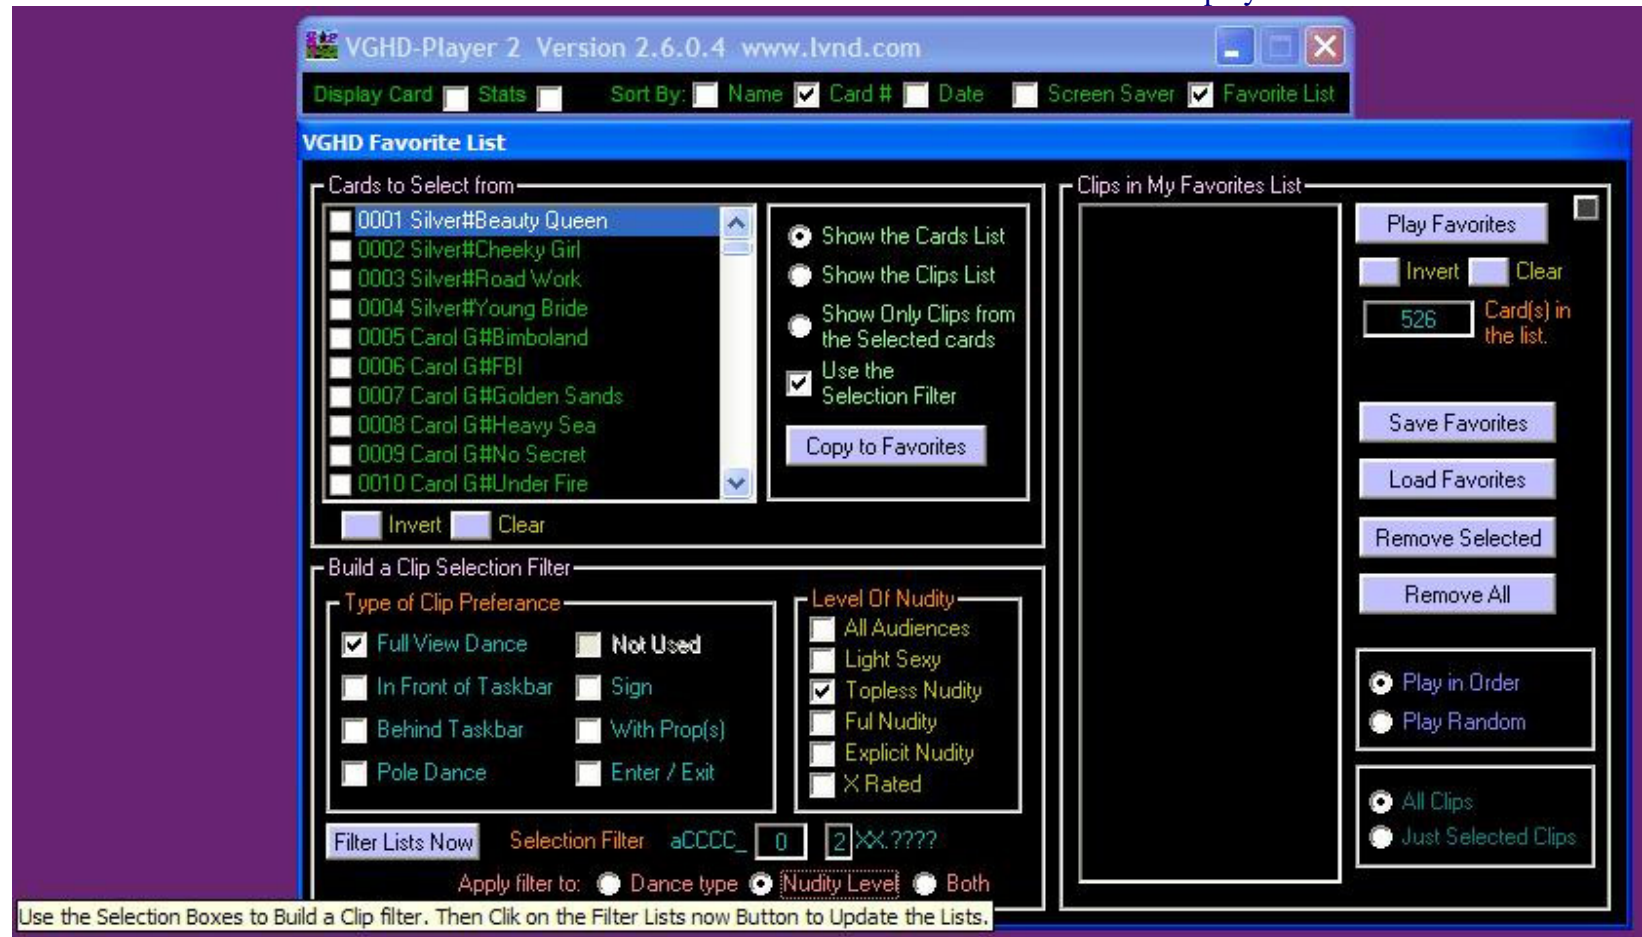 VGHD-Player 2 Version 2.6.0.4 www.lvnd.com
Display Card Stats Sort By: Name Card # Date Screen Saver Favorite List
VGHD Favorite List
Cards to Select from
0001 Silver#Beauty Queen
0002 Silver#Cheeky Girl
0003 Silver#Road Work
0004 Silver#Young Bride
0005 Carol G#Bimboland
0006 Carol G#FBI
0007 Carol G#Golden Sands
0008 Carol G#Heavy Sea
0009 Carol G#No Secret
0010 Carol G#Under Fire
Invert Clear
Show the Cards List
Show the Clips List
Show Only Clips from
the Selected cards
Use the
Selection Filter
Copy to Favorites
Build a Clip Selection Filter
Type of Clip Preferance
Full View Dance Not Used
In Front of Taskbar Sign
Behind Taskbar With Prop(s)
Pole Dance Enter / Exit
Level Of Nudity
All Audiences
Light Sexy
Topless Nudity
Ful Nudity
Explicit Nudity
X Rated
Filter Lists Now Selection Filter aCCCC_ 0 2 XX.????
Apply filter to: Dance type Nudity Level Both
Clips in My Favorites List
Play Favorites
Invert Clear
526 Card(s) in
the list.
Save Favorites
Load Favorites
Remove Selected
Remove All
Play in Order
Play Random
All Clips
Just Selected Clips
Use the Selection Boxes to Build a Clip filter. Then Clik on the Filter Lists now Button to Update the Lists.